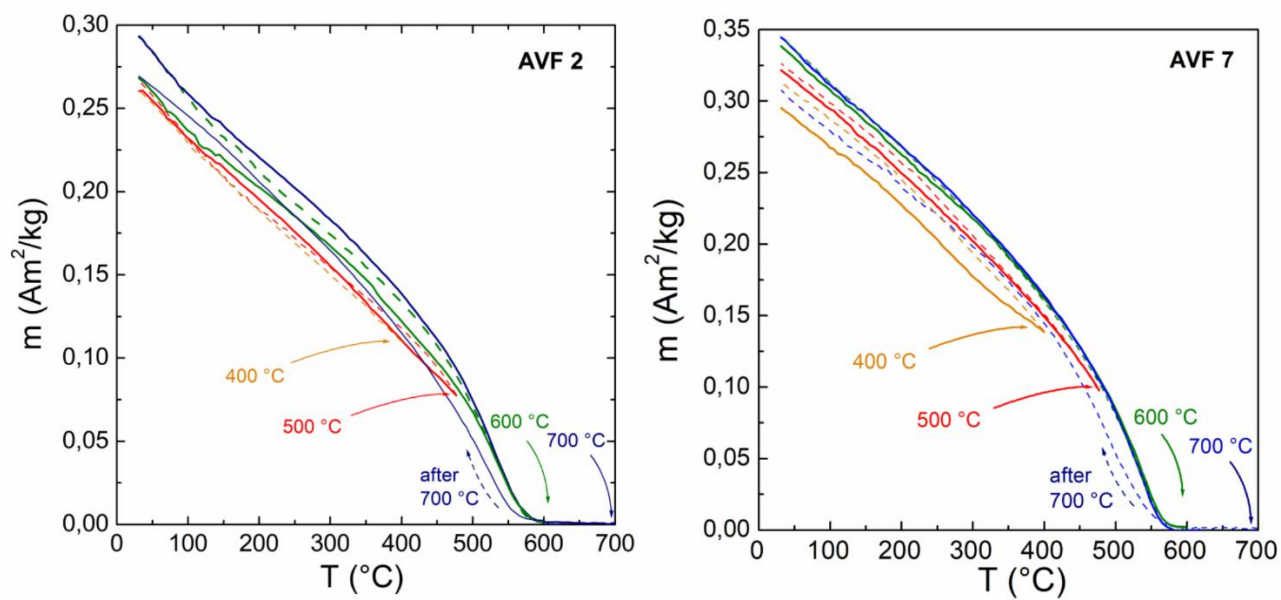 AVF 2
0,30
0,25
0,20
0,15
0,10
0,05
0,00
m (Am²/kg)
400 °C
500 °C
600 °C
700 °C
after
700 °C
0 100 200 300 400 500 600 700
T (°C)
AVF 7
0,35
0,30
0,25
0,20
0,15
0,10
0,05
0,00
m (Am²/kg)
400 °C
500 °C
600 °C
700 °C
after
700 °C
0 100 200 300 400 500 600 700
T (°C)